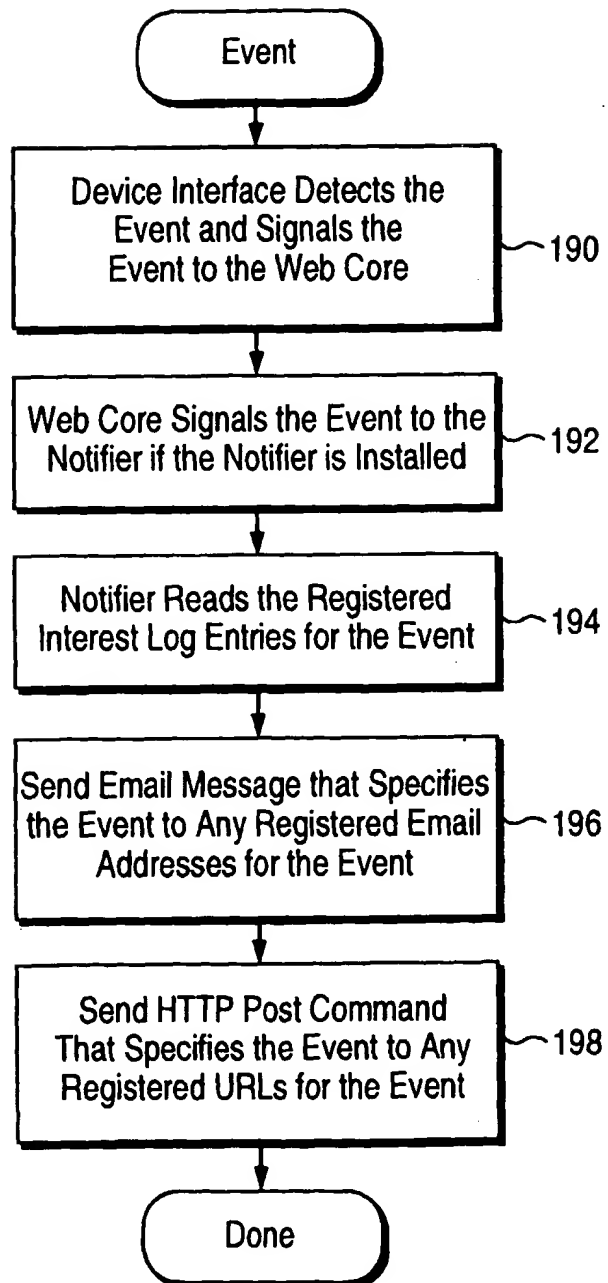 Event
Device Interface Detects the
Event and Signals the
Event to the Web Core
190
Web Core Signals the Event to the
Notifier if the Notifier is Installed
192
Notifier Reads the Registered
Interest Log Entries for the Event
194
Send Email Message that Specifies
the Event to Any Registered Email
Addresses for the Event
196
Send HTTP Post Command
That Specifies the Event to Any
Registered URLs for the Event
198
Done